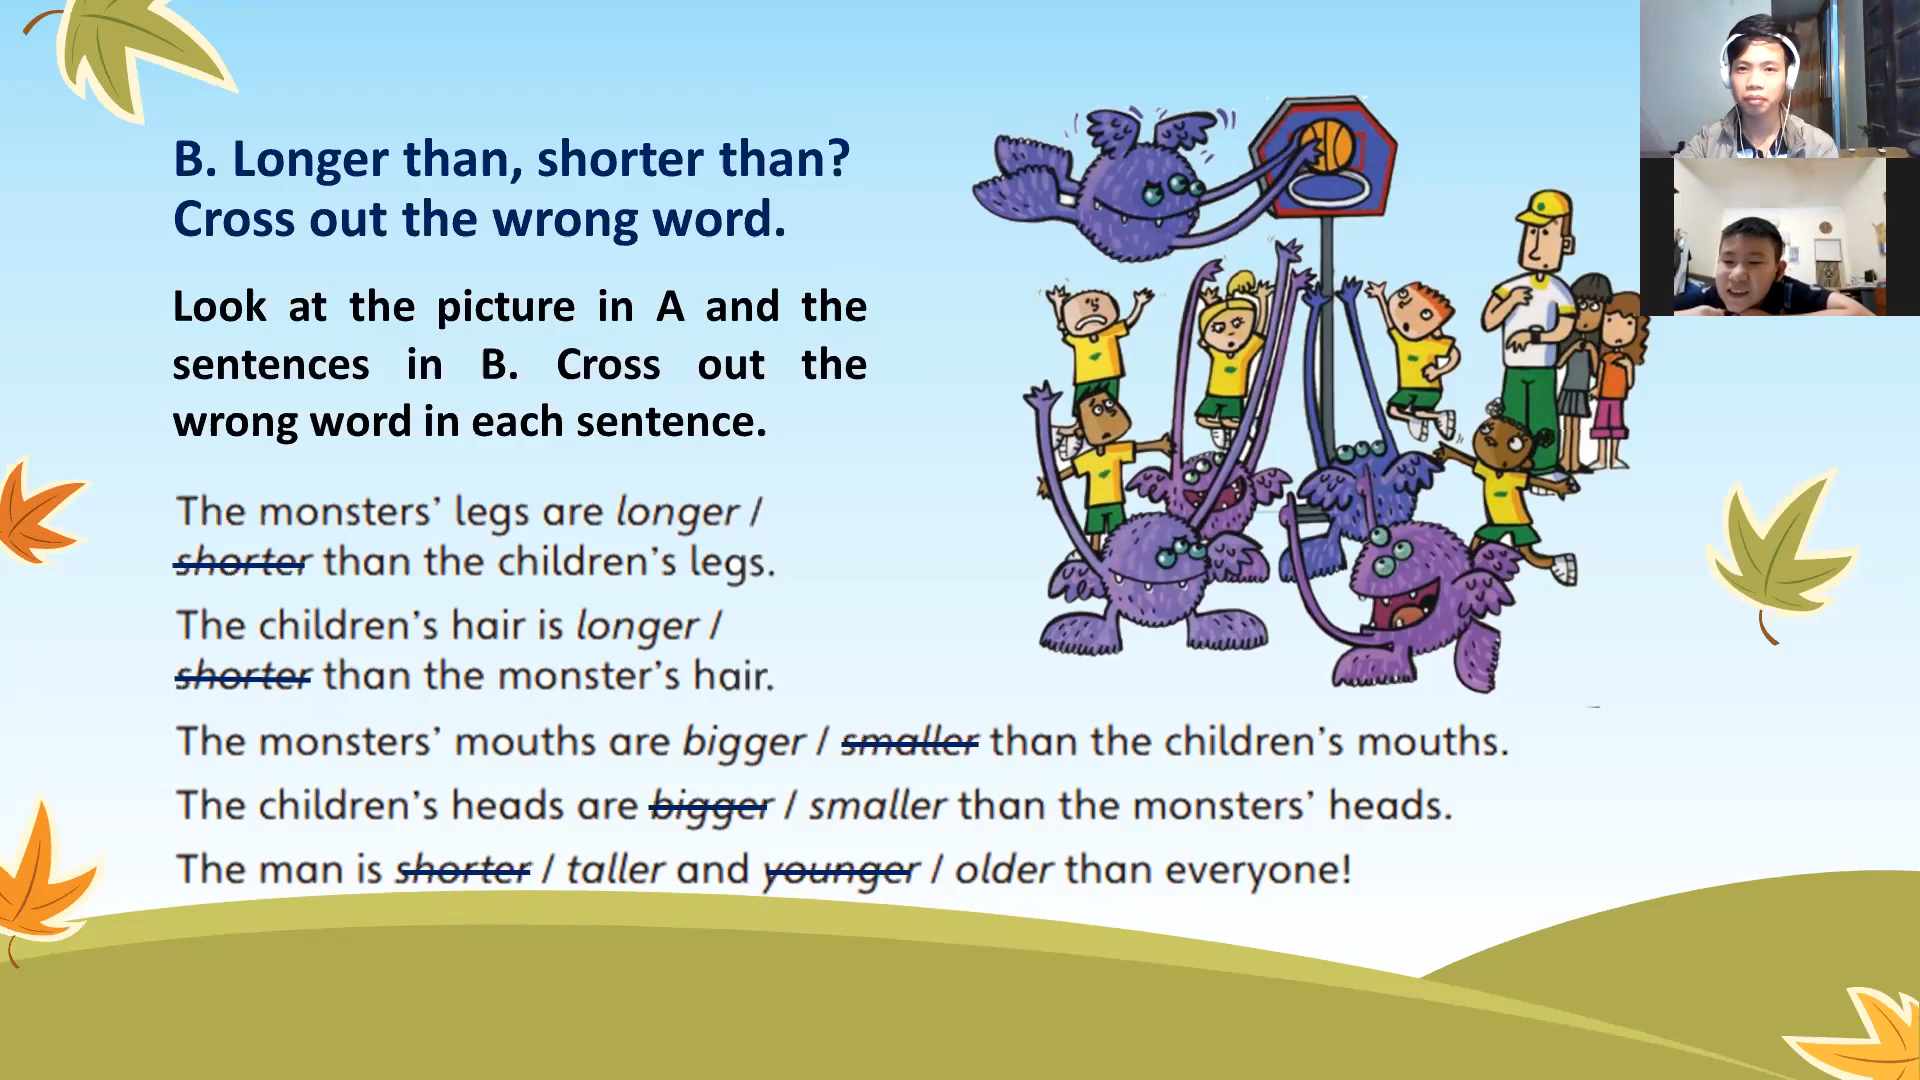 B. Longer than, shorter than?
Cross out the wrong word.
Look at the picture in A and the
sentences in B. Cross out the
wrong word in each sentence.
The monsters’ legs are longer /
shorter than the children’s legs.
The children’s hair is longer /
shorter than the monster’s hair.
The monsters’ mouths are bigger / smaller than the children’s mouths.
The children’s heads are bigger / smaller than the monsters’ heads.
The man is shorter / taller and younger / older than everyone!